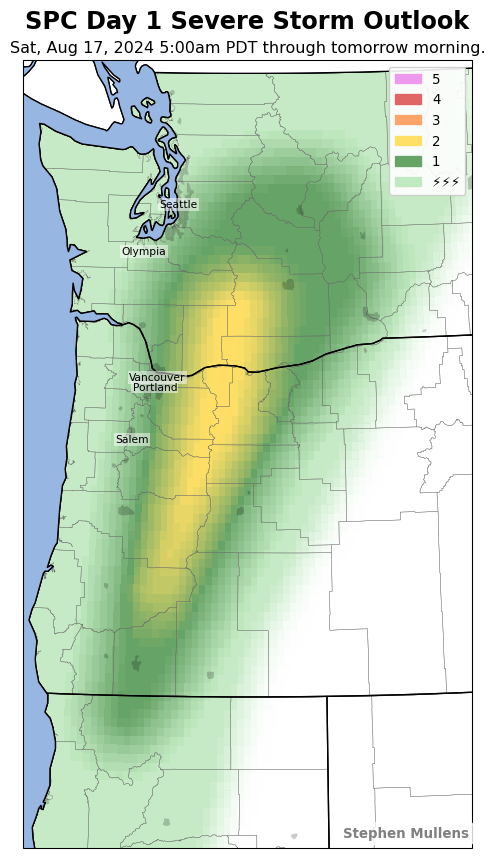 SPC Day 1 Severe Storm Outlook
Sat, Aug 17, 2024 5:00am PDT through tomorrow morning.
5
4
3
2
1
⚡⚡⚡
Seattle
Olympia
Vancouver
Portland
Salem
Stephen Mullens